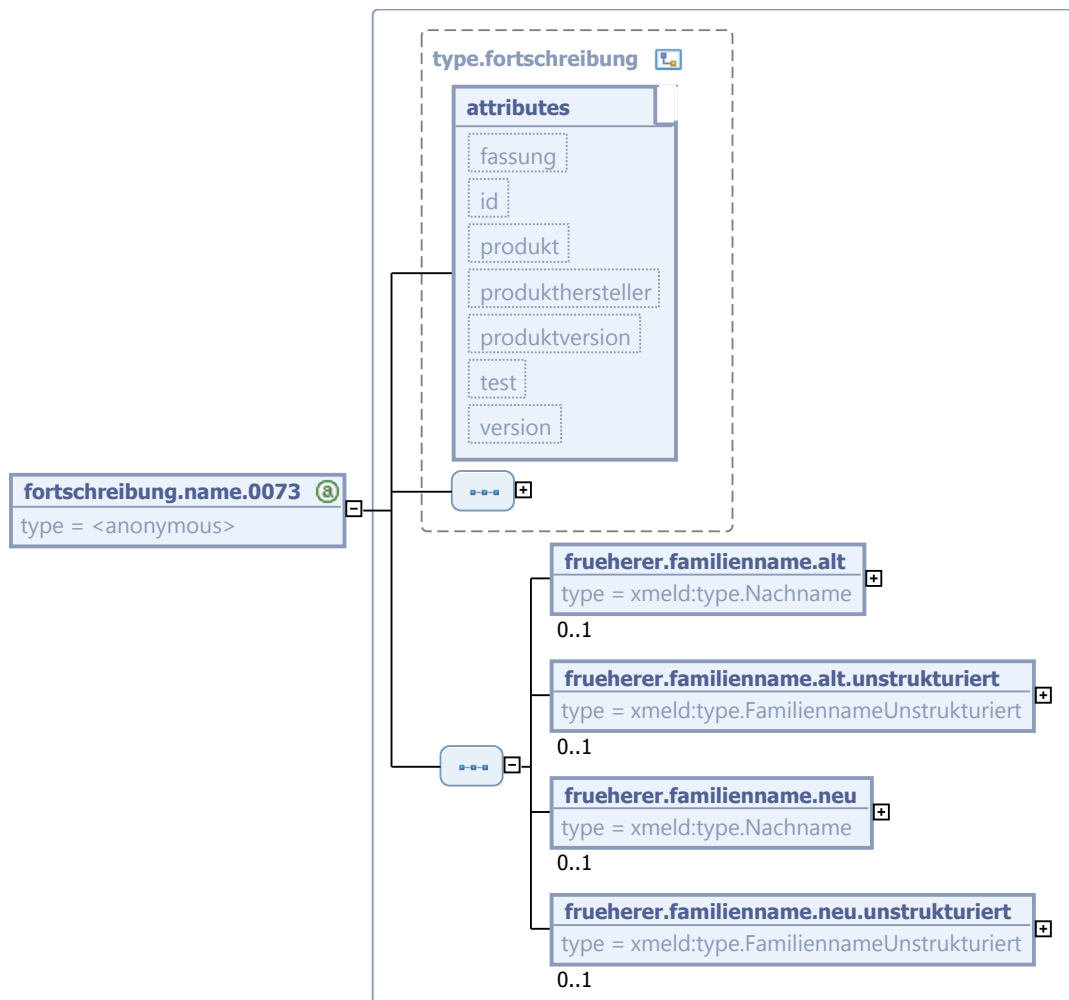 type.fortschreibung
attributes
fassung
id
produkt
produkthersteller
produktversion
test
version
fortschreibung.name.0073 a
type = <anonymous>
frueherer.familienname.alt
type = xmeld:type.Nachname
0..1
frueherer.familienname.alt.unstrukturiert
type = xmeld:type.FamiliennameUnstrukturiert
0..1
frueherer.familienname.neu
type = xmeld:type.Nachname
0..1
frueherer.familienname.neu.unstrukturiert
type = xmeld:type.FamiliennameUnstrukturiert
0..1